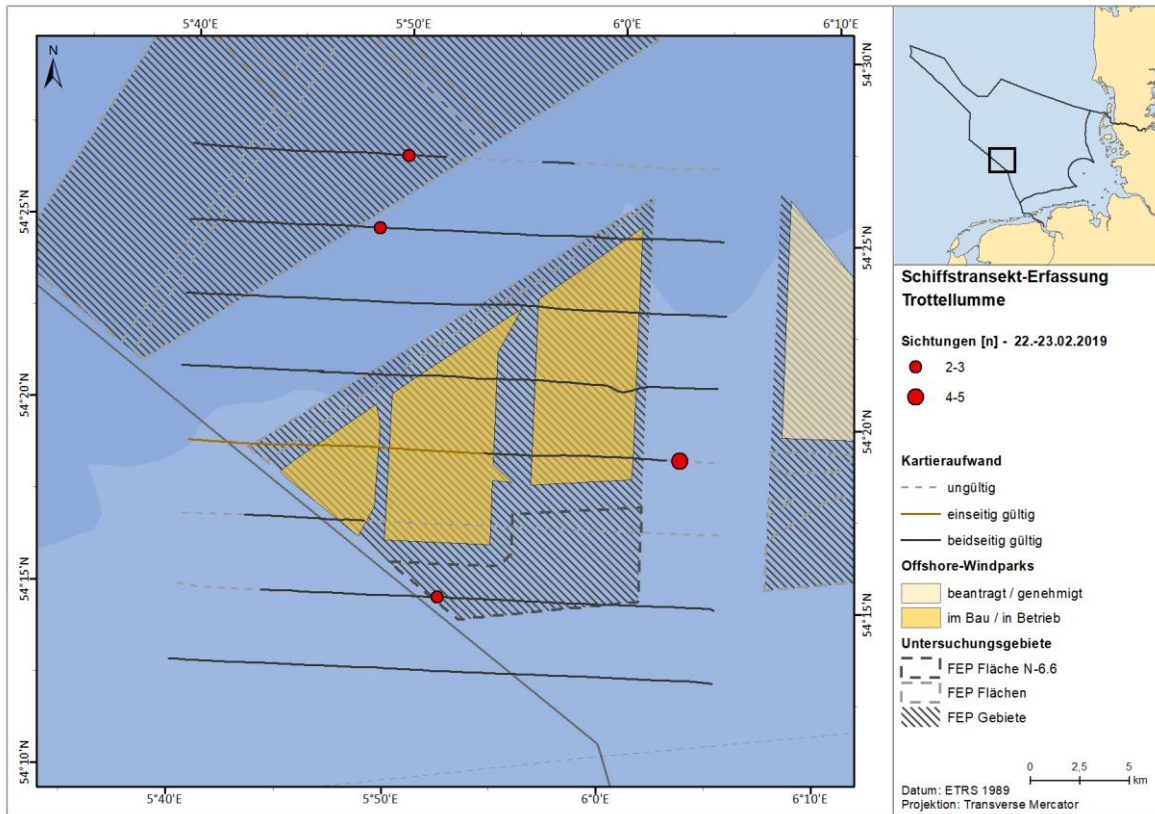 5°40'E 5°50'E 6°0'E 6°10'E
N
54°30'N
54°25'N
54°25'N
54°20'N
54°20'N
54°15'N
54°15'N
54°10'N
5°40'E 5°50'E 6°0'E 6°10'E
Schiffstransekt-Erfassung
Trottellumme
Sichtungen [n] - 22.-23.02.2019
2-3
4-5
Kartieraufwand
ungültig
einseitig gültig
beidseitig gültig
Offshore-Windparks
beantragt / genehmigt
im Bau / in Betrieb
Untersuchungsgebiete
FEP Fläche N-6.6
FEP Flächen
FEP Gebiete
0 2,5 5
km
Datum: ETRS 1989
Projektion: Transverse Mercator